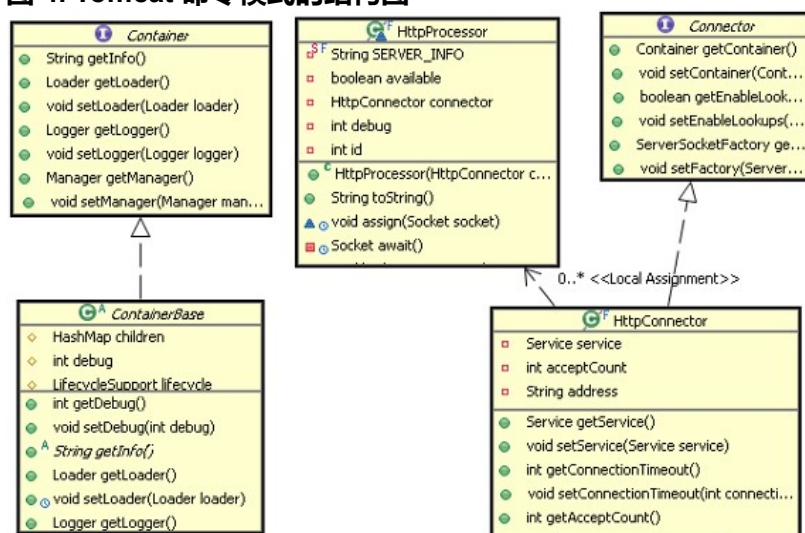 图 4. Tomcat 命令模式的结构图
Container
String getInfo()
Loader getLoader()
void setLoader(Loader loader)
Logger getLogger()
void setLogger(Logger logger)
Manager getManager()
void setManager(Manager man...
HttpProcessor
String SERVER_INFO
boolean available
HttpConnector connector
int debug
int id
HttpProcessor(HttpConnector c...
String toString()
void assign(Socket socket)
Socket await()
Connector
Container getContainer()
void setContainer(Cont...
boolean getEnableLook...
void setEnableLookups(...
ServerSocketFactory ge...
void setFactory(Server...
0..* <<Local Assignment>>
ContainerBase
HashMap children
int debug
LifecycleSupport lifecycle
int getDebug()
void setDebug(int debug)
String getInfo()
Loader getLoader()
void setLoader(Loader loader)
Logger getLogger()
HttpConnector
Service service
int acceptCount
String address
Service getService()
void setService(Service service)
int getConnectionTimeout()
void setConnectionTimeout(int connecti...
int getAcceptCount()